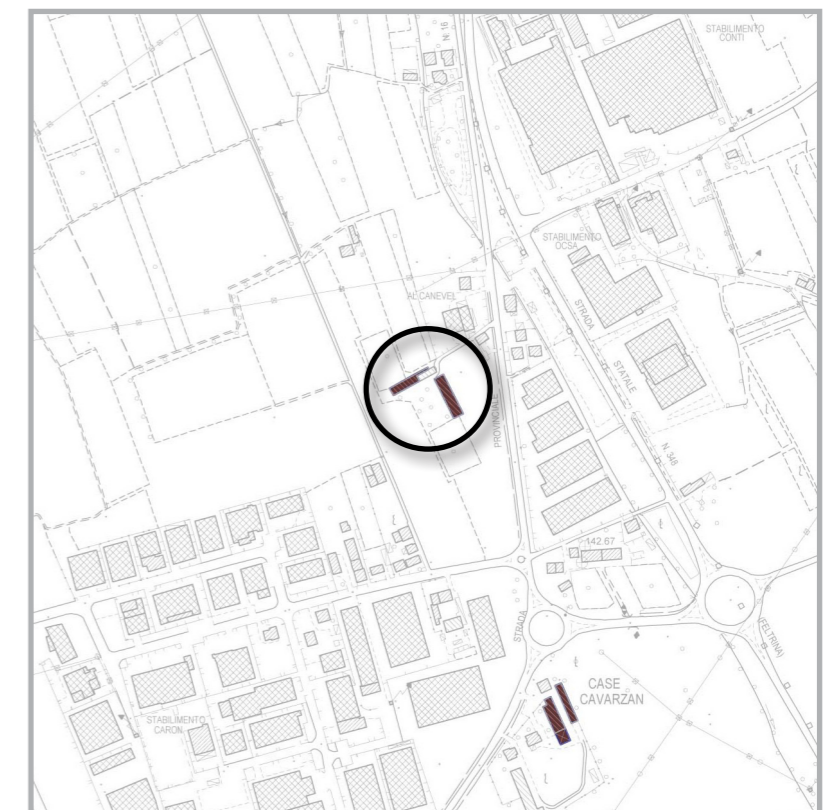 STABILIMENTO
CONTI
N. 16
STABILIMENTO
OCSA
AL CANEVEL
STRADA
STATALE
PROVINCIALE
N. 348
142.67
STRADA
(FELTRINA)
CASE
CAVARZAN
STABILIMENTO
CARON